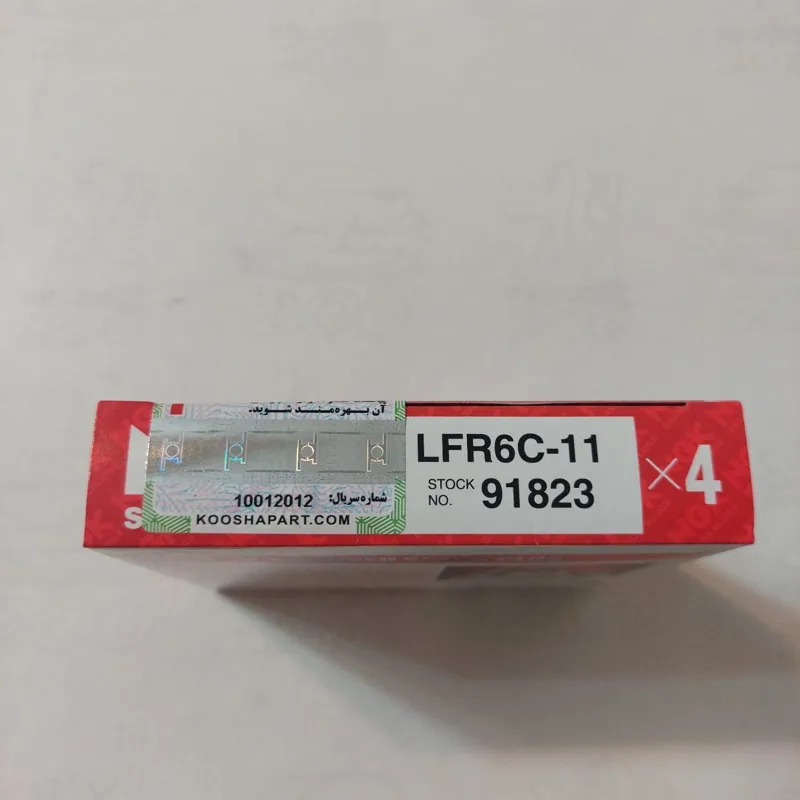 آن بهره‌مند شوید.
شماره سریال: 10012012
KOOSHAPART.COM
LFR6C-11
STOCK NO. 91823
×4